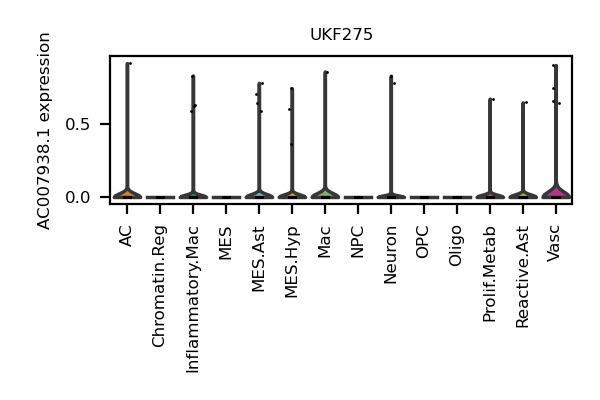 UKF275
AC007938.1 expression
0.5
0.0
AC
Chromatin.Reg
Inflammatory.Mac
MES
MES.Ast
MES.Hyp
Mac
NPC
Neuron
OPC
Oligo
Prolif.Metab
Reactive.Ast
Vasc